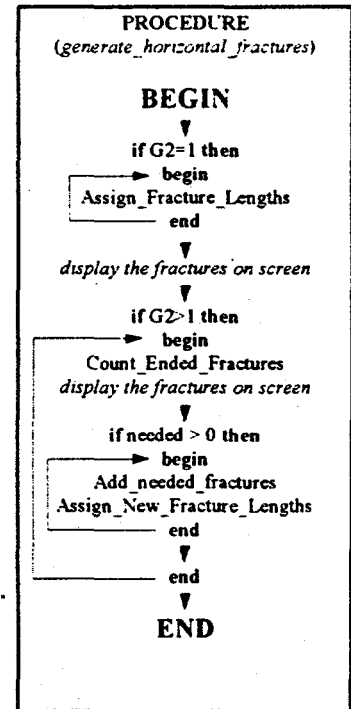 PROCEDURE
(generate_horizontal_fractures)
BEGIN
if G2=1 then
begin
Assign_Fracture_Lengths
end
display the fractures on screen
if G2>1 then
begin
Count_Ended_Fractures
display the fractures on screen
if needed > 0 then
begin
Add_needed_fractures
Assign_New_Fracture_Lengths
end
end
END